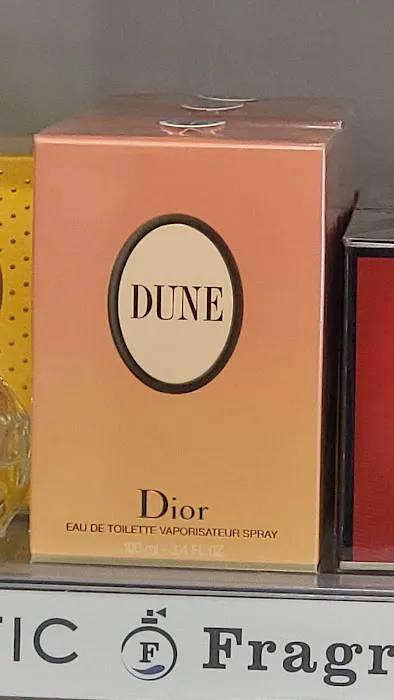 DUNE
Dior
EAU DE TOILETTE VAPORISATEUR SPRAY
100 ml - 3.4 FL.OZ
TIC F Fragr